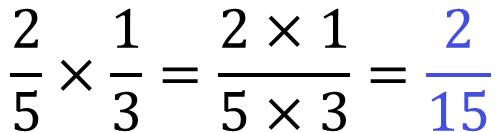 2/5 × 1/3 = (2 × 1)/(5 × 3) = 2/15